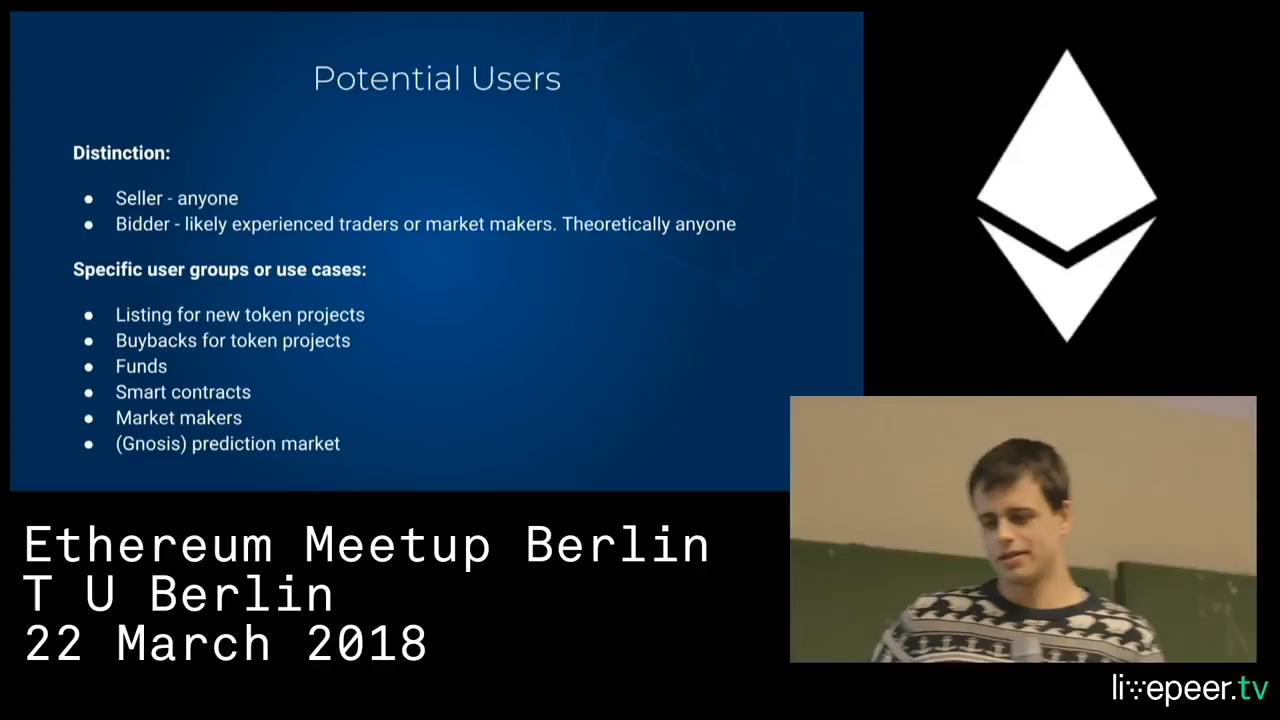 Potential Users
Distinction:
● Seller - anyone
● Bidder - likely experienced traders or market makers. Theoretically anyone
Specific user groups or use cases:
● Listing for new token projects
● Buybacks for token projects
● Funds
● Smart contracts
● Market makers
● (Gnosis) prediction market
Ethereum Meetup Berlin
T U Berlin
22 March 2018
livepeer.tv